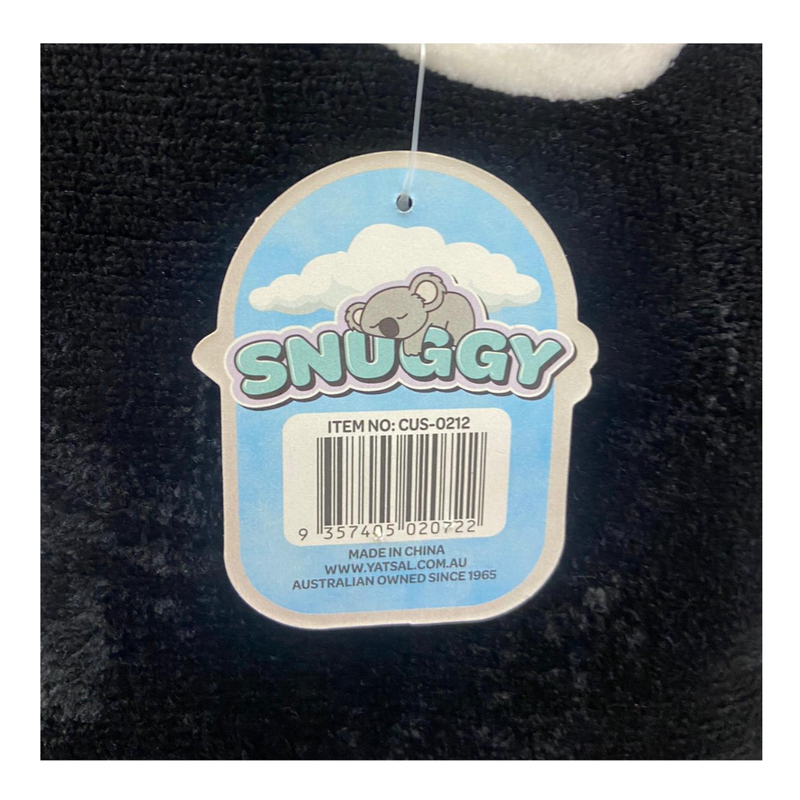 SNUGGY
ITEM NO: CUS-0212
9 357405 020722
MADE IN CHINA
WWW.YATSAL.COM.AU
AUSTRALIAN OWNED SINCE 1965